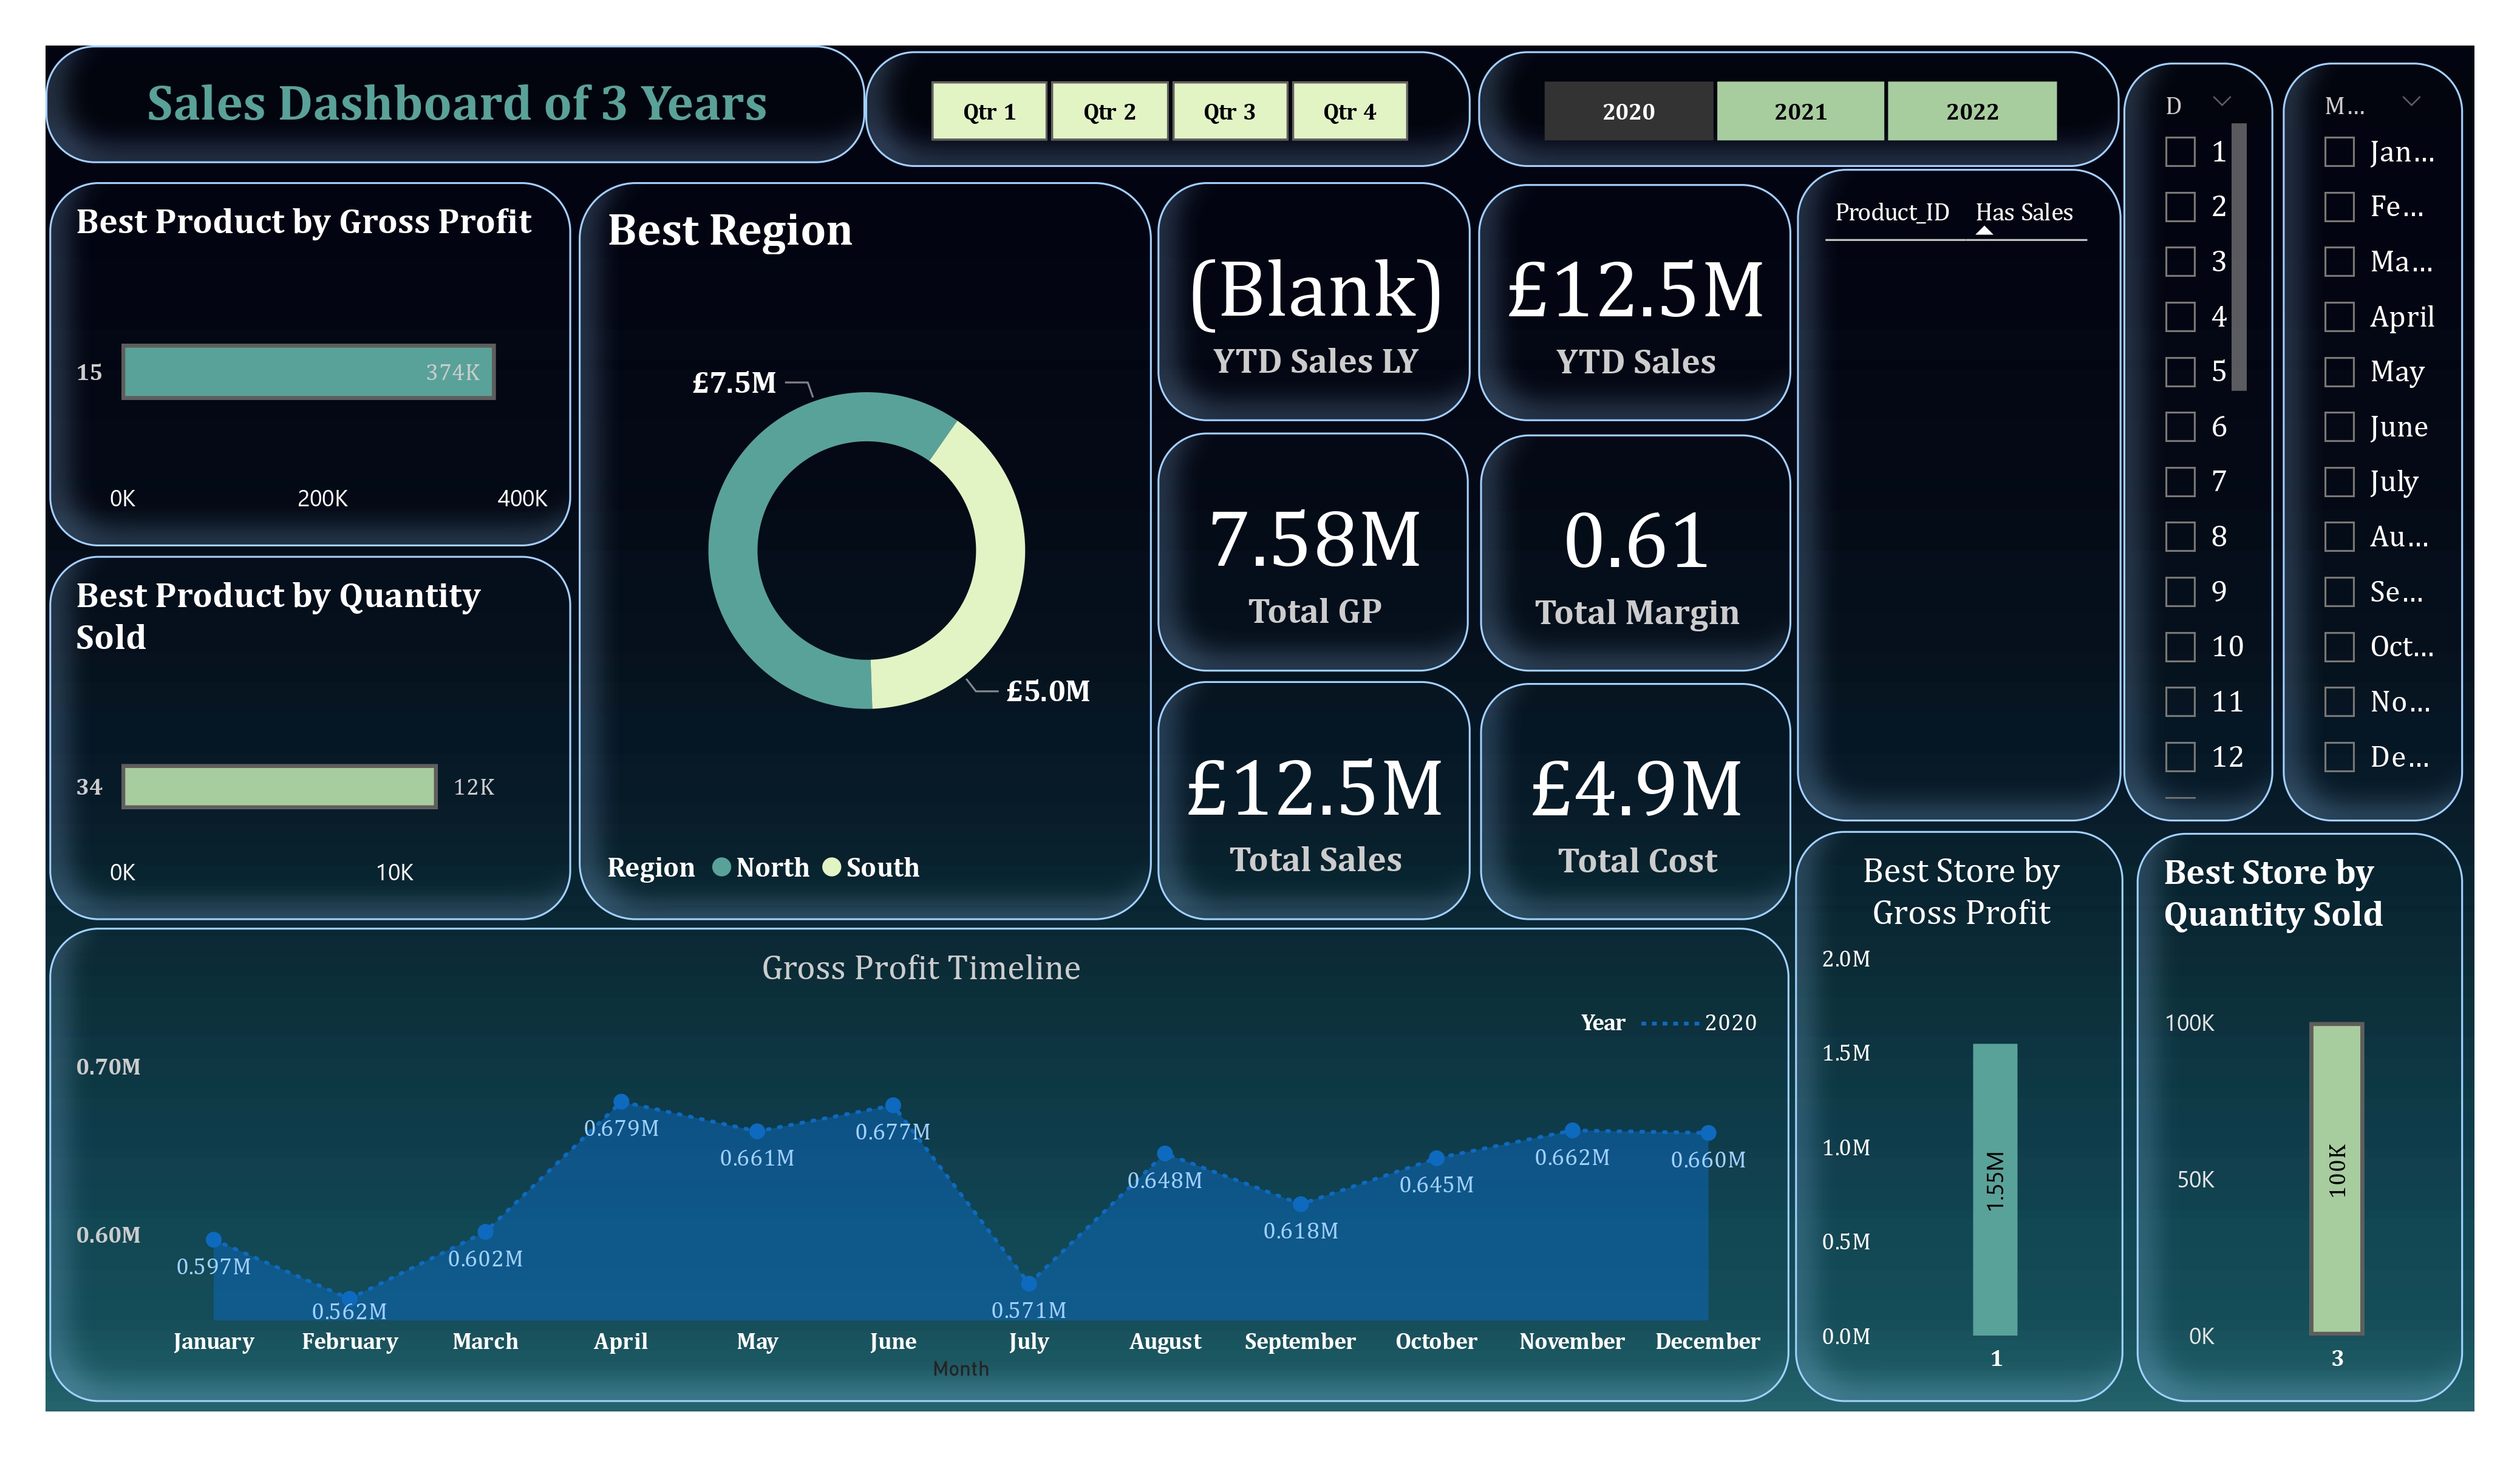 Sales Dashboard of 3 Years
Qtr 1
Qtr 2
Qtr 3
Qtr 4
2020
2021
2022
D
1
2
3
4
5
6
7
8
9
10
11
12
M...
Jan...
Fe...
Ma...
April
May
June
July
Au...
Se...
Oct...
No...
De...
Best Product by Gross Profit
15
374K
0K
200K
400K
Best Product by Quantity
Sold
34
12K
0K
10K
Best Region
£7.5M
£5.0M
Region
North
South
(Blank)
YTD Sales LY
£12.5M
YTD Sales
7.58M
Total GP
0.61
Total Margin
£12.5M
Total Sales
£4.9M
Total Cost
Product_ID
Has Sales
Gross Profit Timeline
Year
2020
0.70M
0.60M
0.597M
0.562M
0.602M
0.679M
0.661M
0.677M
0.571M
0.648M
0.618M
0.645M
0.662M
0.660M
January
February
March
April
May
June
July
August
September
October
November
December
Month
Best Store by
Gross Profit
2.0M
1.5M
1.0M
0.5M
0.0M
1.55M
1
Best Store by
Quantity Sold
100K
50K
0K
100K
3